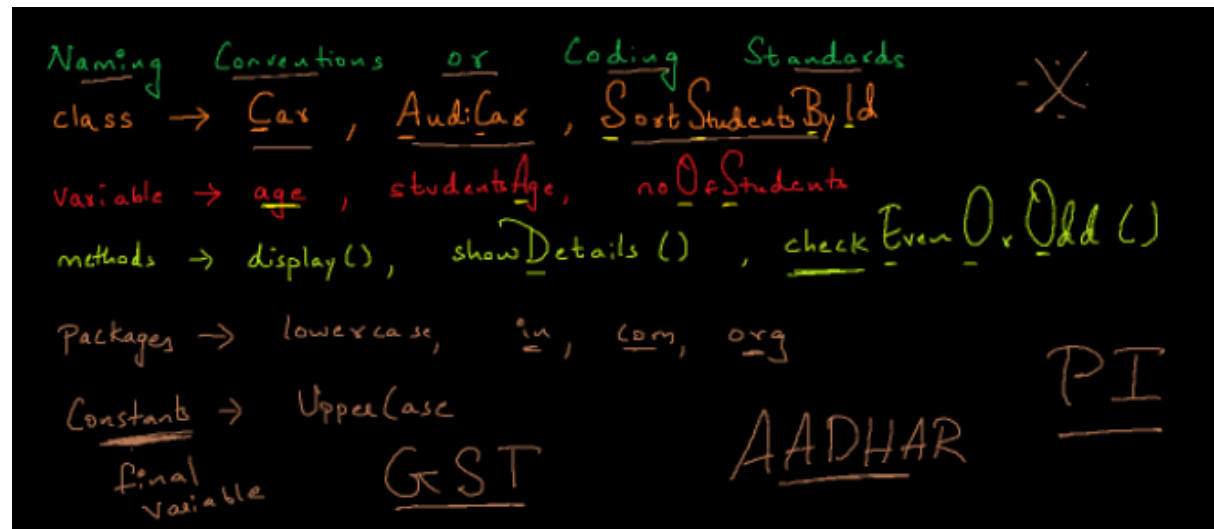 Naming Conventions or Coding Standards
class → Car , AudiCar , SortStudentsById
X
variable → age , studentsAge, noOfStudents
methods → display(), showDetails() , checkEvenOrOdd()
Packages → lowercase, in, com, org
PI
Constants → UpperCase
AADHAR
final variable
GST